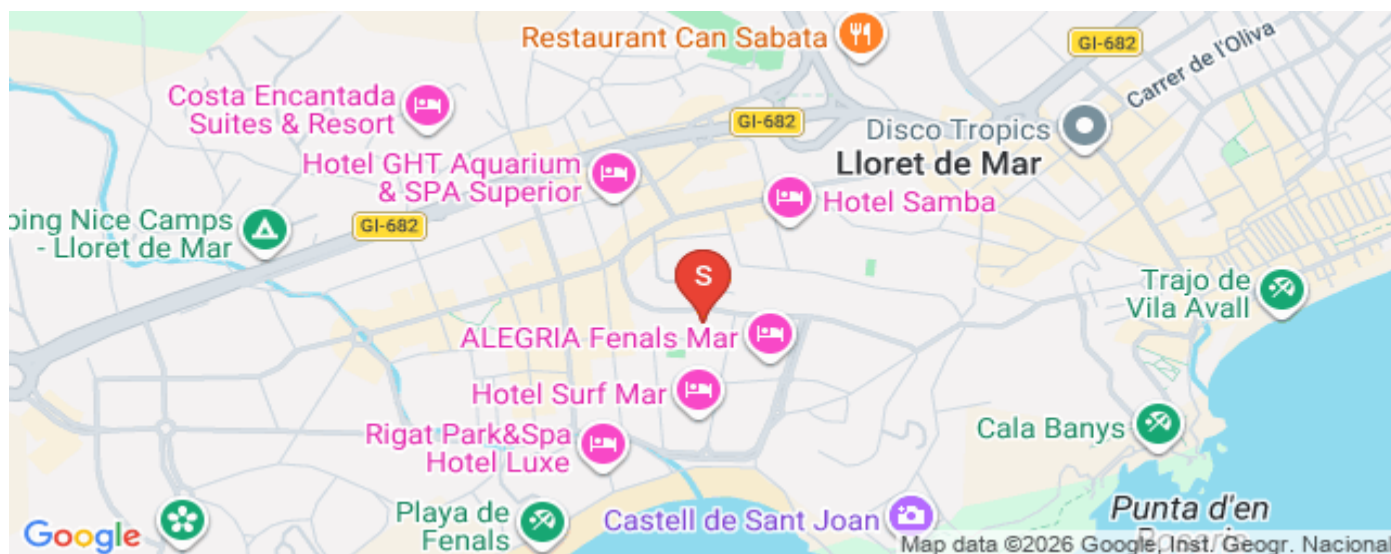 Restaurant Can Sabata
GI-682
Carrer de l'Oliva
Costa Encantada
Suites & Resort
GI-682
Disco Tropics
Lloret de Mar
Hotel GHT Aquarium
& SPA Superior
Hotel Samba
ping Nice Camps
- Lloret de Mar
GI-682
S
Trajo de
Vila Avall
ALEGRIA Fenals Mar
Hotel Surf Mar
Cala Banys
Rigat Park&Spa
Hotel Luxe
Playa de
Fenals
Castell de Sant Joan
Punta d'en
Google
Map data ©2026 Google, Inst. Geogr. Nacional